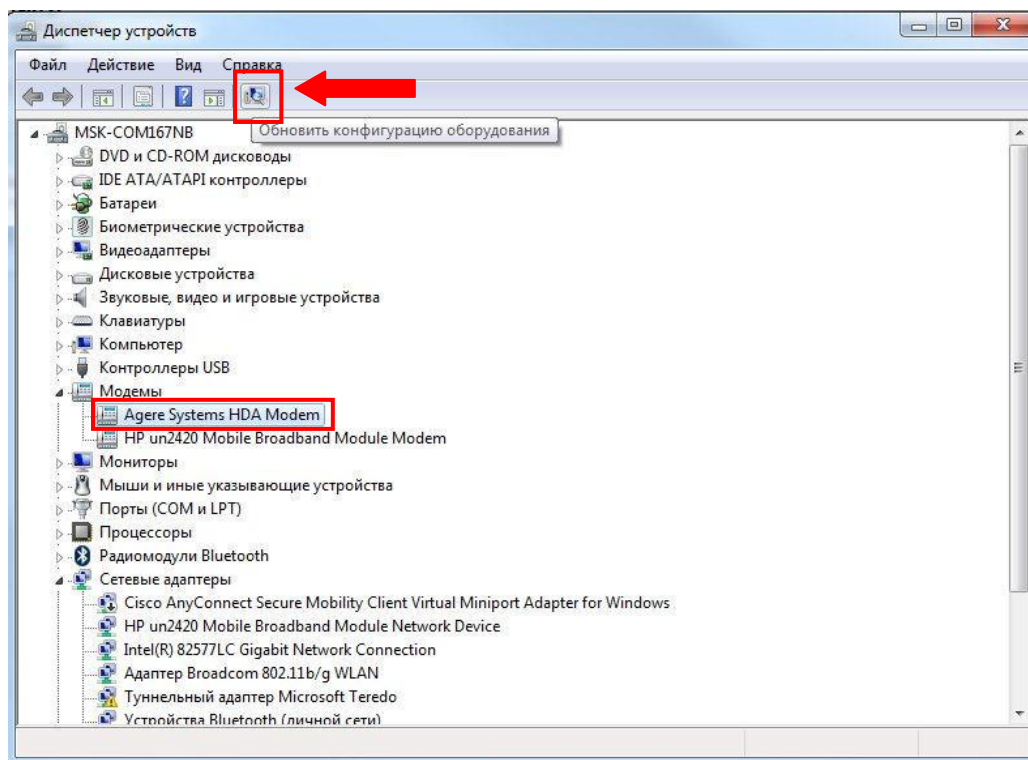 Диспетчер устройств
Файл Действие Вид Справка
Обновить конфигурацию оборудования
MSK-COM167NB
DVD и CD-ROM дисководы
IDE ATA/ATAPI контроллеры
Батареи
Биометрические устройства
Видеоадаптеры
Дисковые устройства
Звуковые, видео и игровые устройства
Клавиатуры
Компьютер
Контроллеры USB
Модемы
Agere Systems HDA Modem
HP un2420 Mobile Broadband Module Modem
Мониторы
Мыши и иные указывающие устройства
Порты (COM и LPT)
Процессоры
Радиомодули Bluetooth
Сетевые адаптеры
Cisco AnyConnect Secure Mobility Client Virtual Miniport Adapter for Windows
HP un2420 Mobile Broadband Module Network Device
Intel(R) 82577LC Gigabit Network Connection
Адаптер Broadcom 802.11b/g WLAN
Туннельный адаптер Microsoft Teredo
Устройства Bluetooth (личной сети)